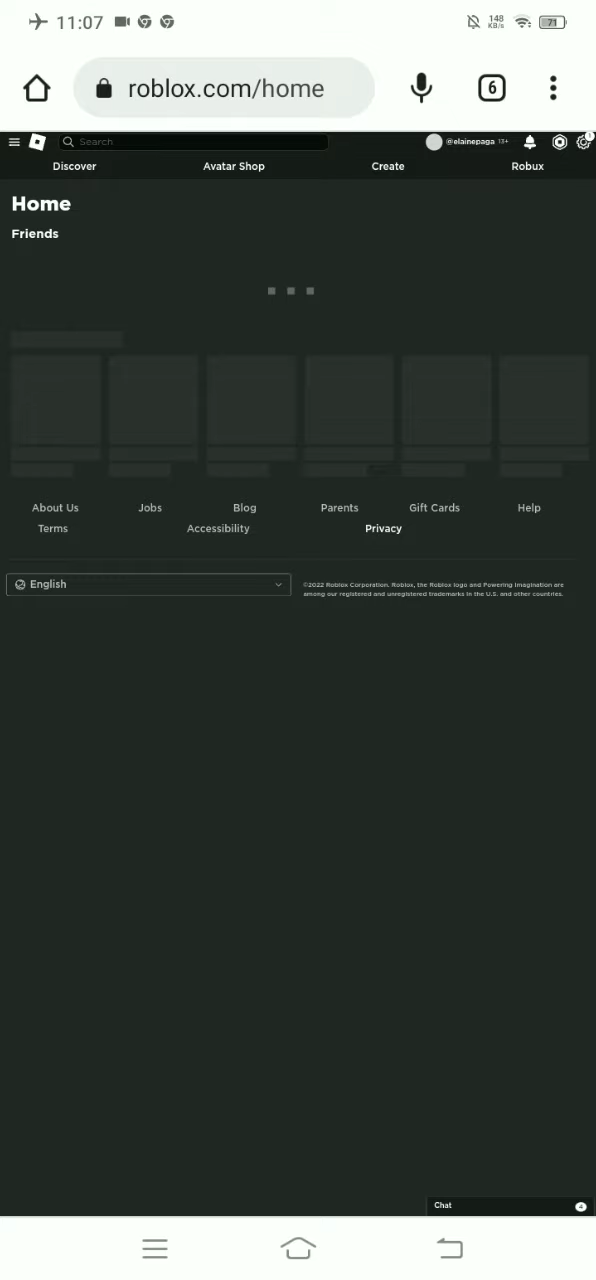 11:07
148
KB/s
71
roblox.com/home
6
Search
@elainepaga 13+
1
Discover Avatar Shop Create Robux
Home
Friends
About Us Jobs Blog Parents Gift Cards Help
Terms Accessibility Privacy
English
©2022 Roblox Corporation. Roblox, the Roblox logo and Powering Imagination are
among our registered and unregistered trademarks in the U.S. and other countries.
Chat 4